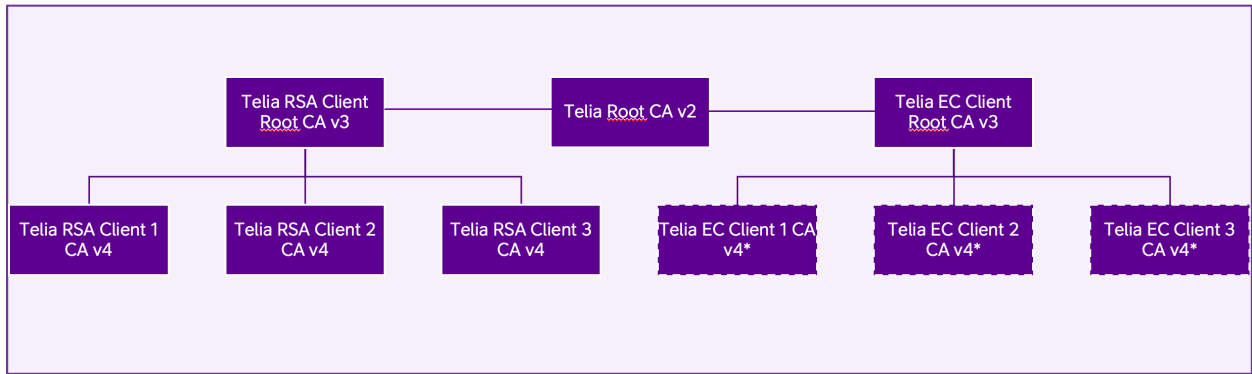 Telia RSA Client
Root CA v3
Telia Root CA v2
Telia EC Client
Root CA v3
Telia RSA Client 1
CA v4
Telia RSA Client 2
CA v4
Telia RSA Client 3
CA v4
Telia EC Client 1 CA
v4*
Telia EC Client 2
CA v4*
Telia EC Client 3
CA v4*